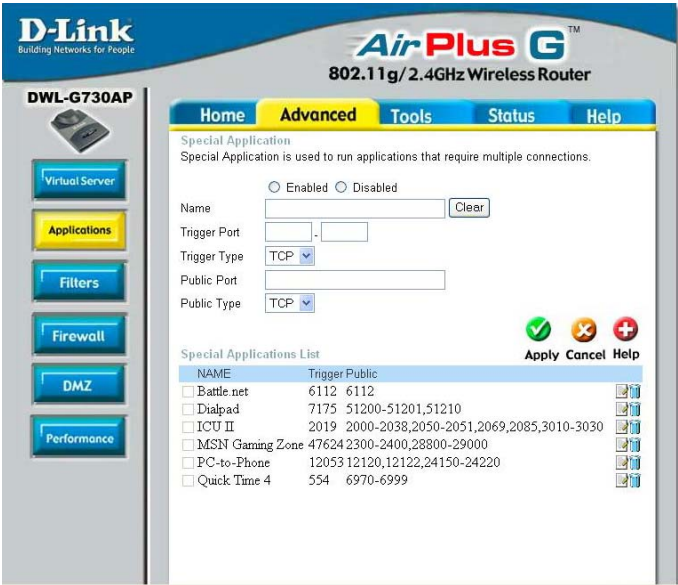 D-Link
Building Networks for People
Air Plus G™
802.11g/2.4GHz Wireless Router
DWL-G730AP
Home Advanced Tools Status Help
Virtual Server
Applications
Filters
Firewall
DMZ
Performance
Special Application
Special Application is used to run applications that require multiple connections.
Enabled Disabled
Name Clear
Trigger Port -
Trigger Type TCP
Public Port
Public Type TCP
Apply Cancel Help
Special Applications List
NAME Trigger Public
Battle.net 6112 6112
Dialpad 7175 51200-51201,51210
ICU II 2019 2000-2038,2050-2051,2069,2085,3010-3030
MSN Gaming Zone 47624 2300-2400,28800-29000
PC-to-Phone 12053 12120,12122,24150-24220
Quick Time 4 554 6970-6999